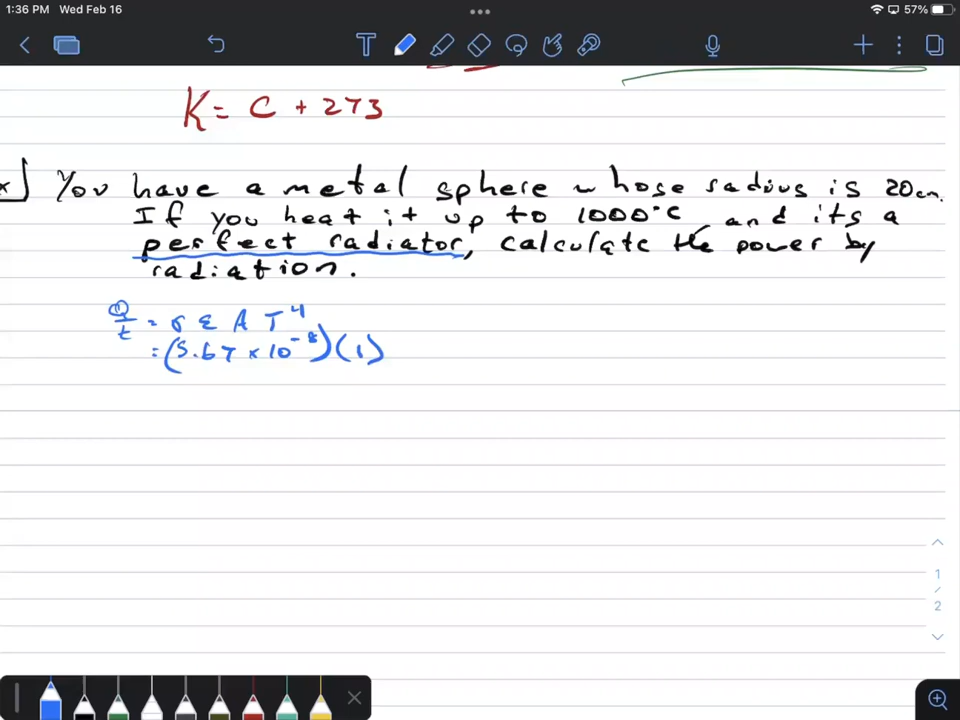 1:36 PM Wed Feb 16
57%
K = C + 273
x] You have a metal sphere whose radius is 20cm.
If you heat it up to 1000°C and its a
perfect radiator, calculate the power by
radiation.
Q/t = σ ε A T⁴
= (5.67 × 10⁻⁸)(1)
1
/
2